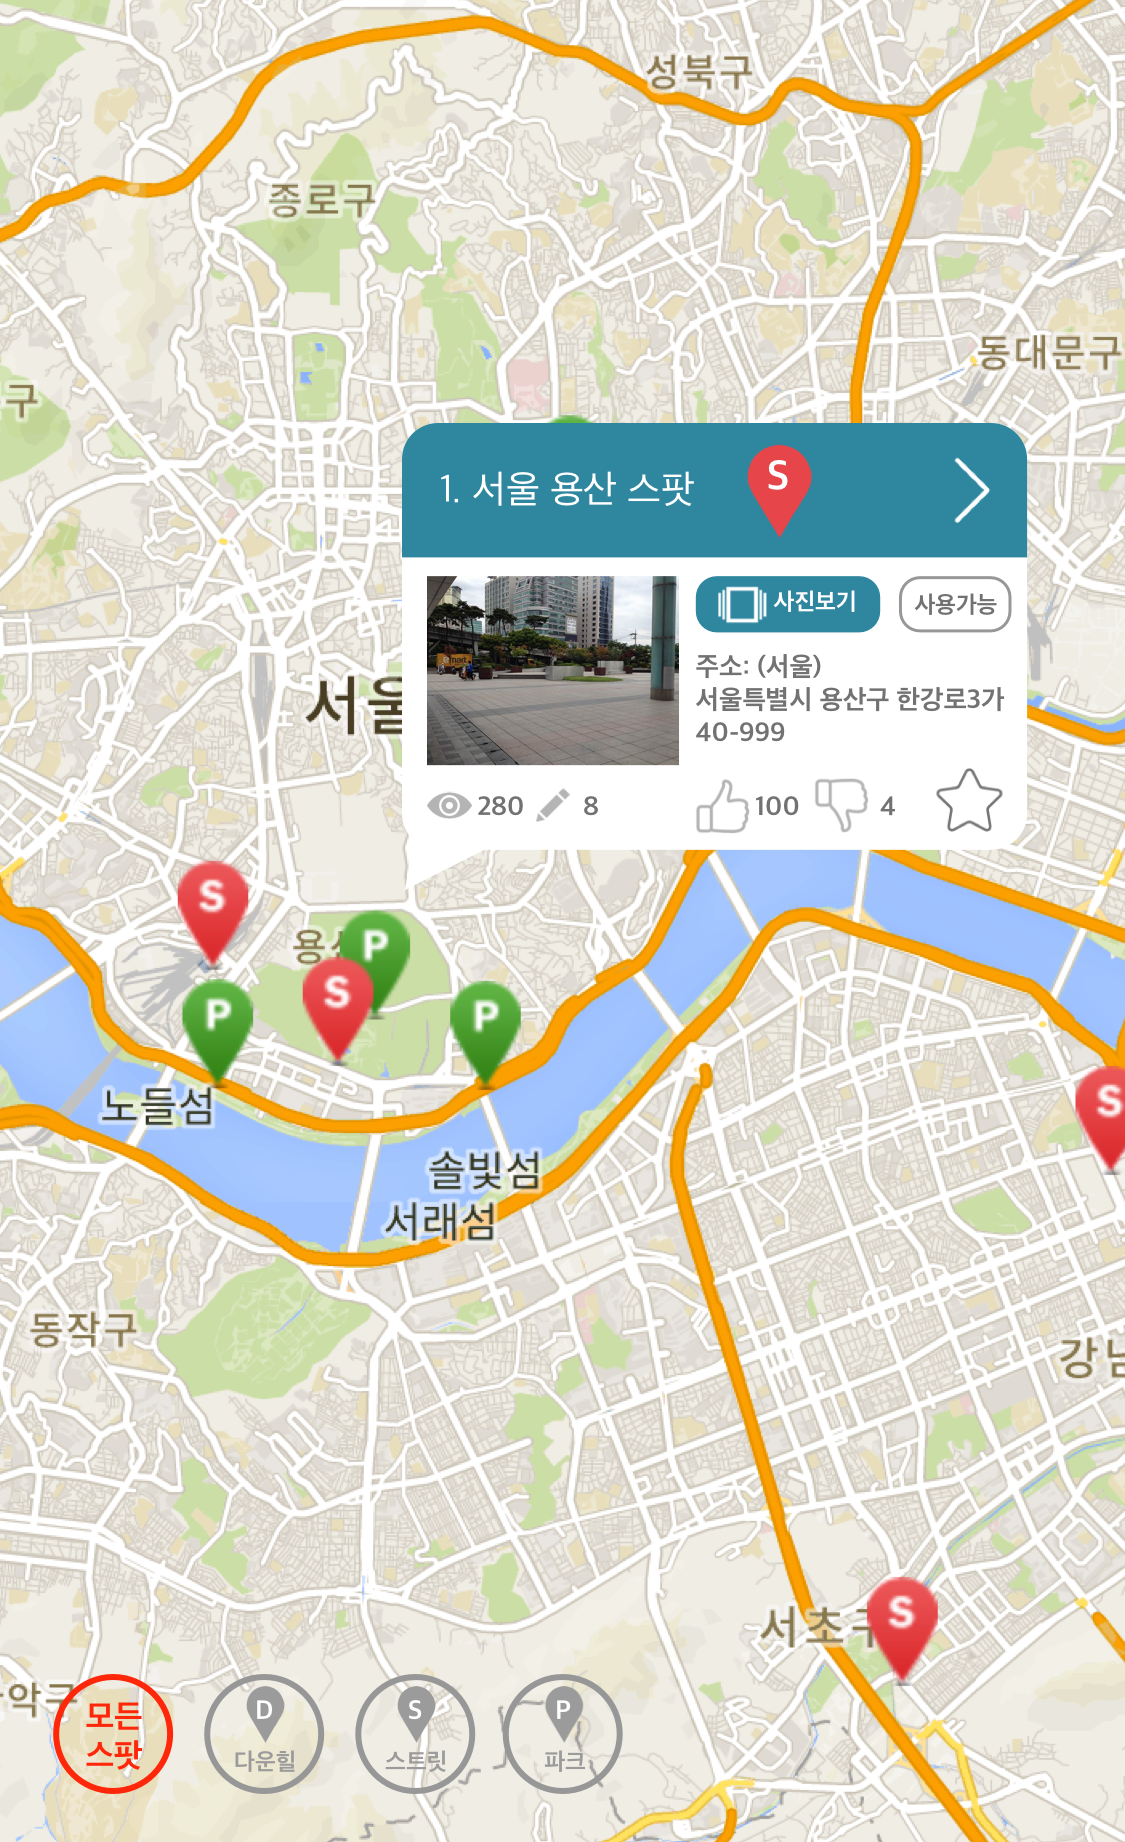 성북구
종로구
동대문구
구
1. 서울 용산 스팟
S
사진보기
사용가능
주소: (서울)
서울특별시 용산구 한강로3가
40-999
280
8
100
4
서울
S
P
용산
S
P
P
노들섬
솔빛섬
서래섬
S
동작구
강남
서초구
S
악구
모든
스팟
D
다운힐
S
스트릿
P
파크